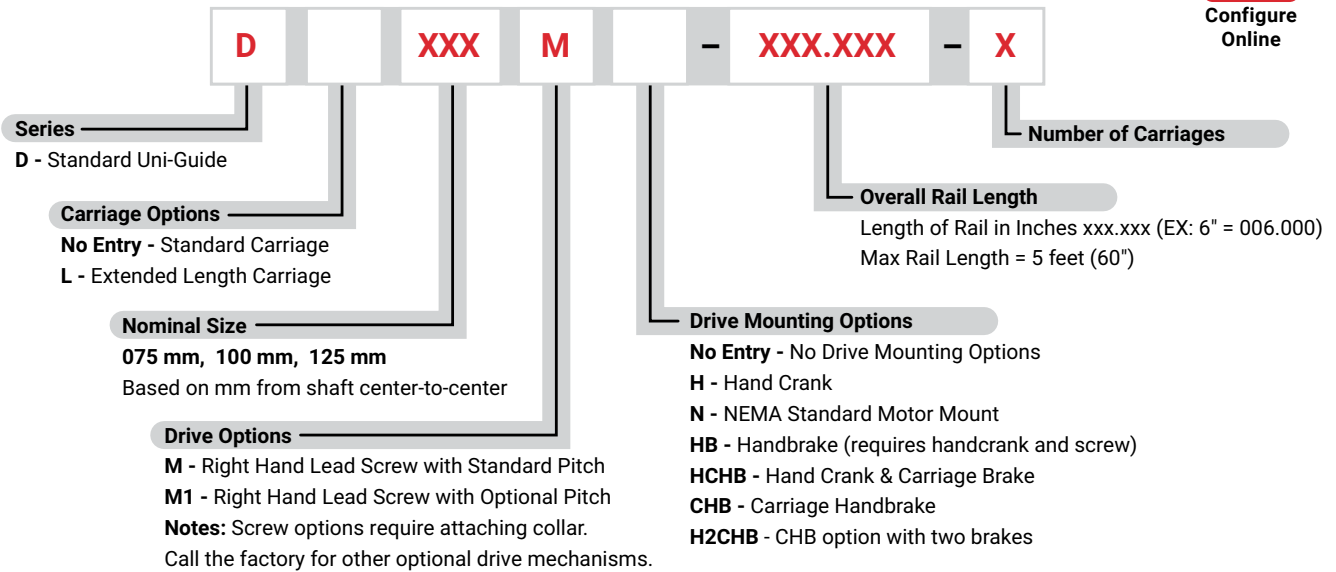 Configure
Online
D XXX M – XXX.XXX – X
Series
D - Standard Uni-Guide
Number of Carriages
Carriage Options
No Entry - Standard Carriage
L - Extended Length Carriage
Overall Rail Length
Length of Rail in Inches xxx.xxx (EX: 6" = 006.000)
Max Rail Length = 5 feet (60")
Nominal Size
075 mm, 100 mm, 125 mm
Based on mm from shaft center-to-center
Drive Mounting Options
No Entry - No Drive Mounting Options
H - Hand Crank
N - NEMA Standard Motor Mount
HB - Handbrake (requires handcrank and screw)
HCHB - Hand Crank & Carriage Brake
CHB - Carriage Handbrake
H2CHB - CHB option with two brakes
Drive Options
M - Right Hand Lead Screw with Standard Pitch
M1 - Right Hand Lead Screw with Optional Pitch
Notes: Screw options require attaching collar.
Call the factory for other optional drive mechanisms.